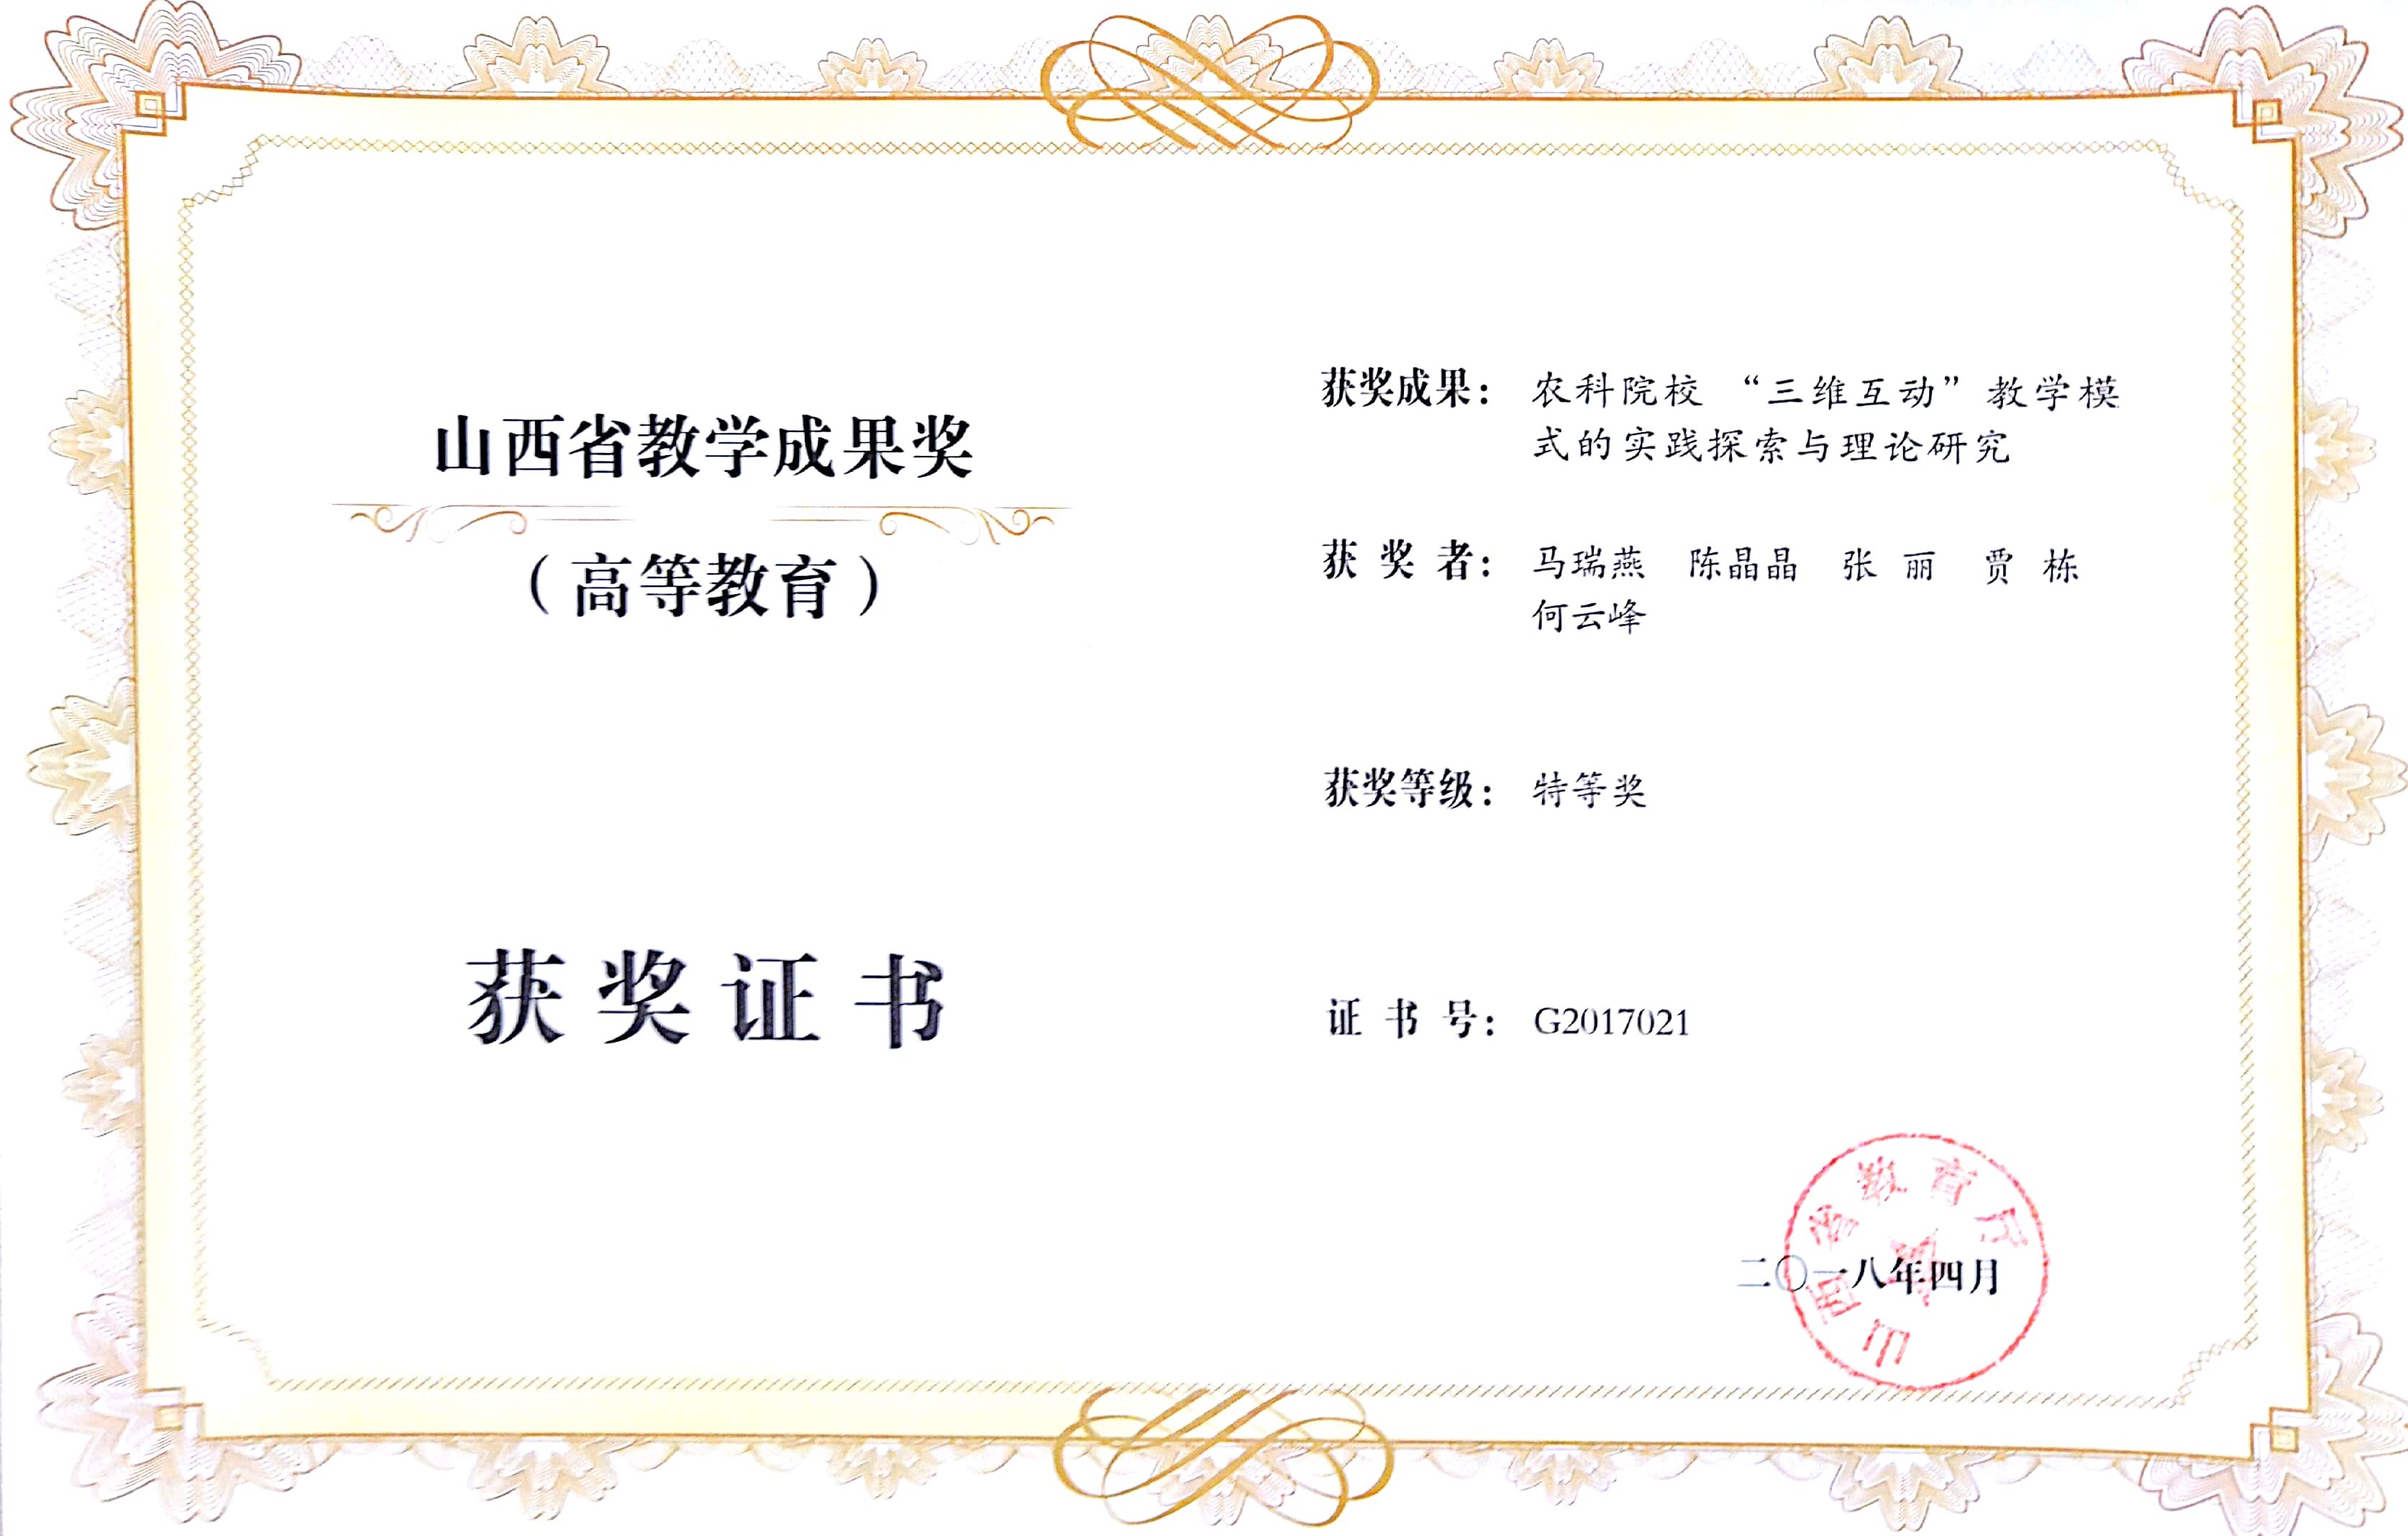 山西省教学成果奖
（高等教育）
获奖证书
获奖成果： 农科院校 “三维互动”教学模
式的实践探索与理论研究
获 奖 者： 马瑞燕 陈晶晶 张 丽 贾 栋
何云峰
获奖等级： 特等奖
证 书 号： G2017021
山西省教育厅
二〇一八年四月